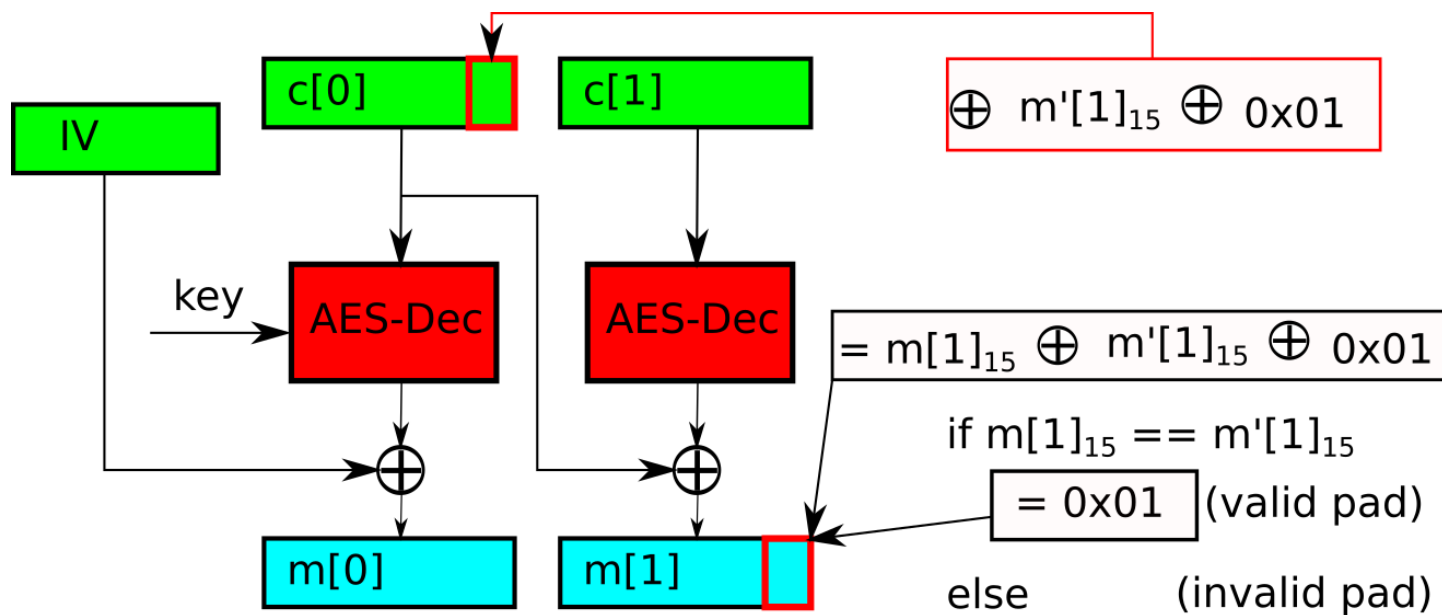 c[0]
c[1]
⊕ m'[1]₁₅ ⊕ 0x01
IV
key
AES-Dec
AES-Dec
= m[1]₁₅ ⊕ m'[1]₁₅ ⊕ 0x01
if m[1]₁₅ == m'[1]₁₅
= 0x01 (valid pad)
m[0]
m[1]
else (invalid pad)